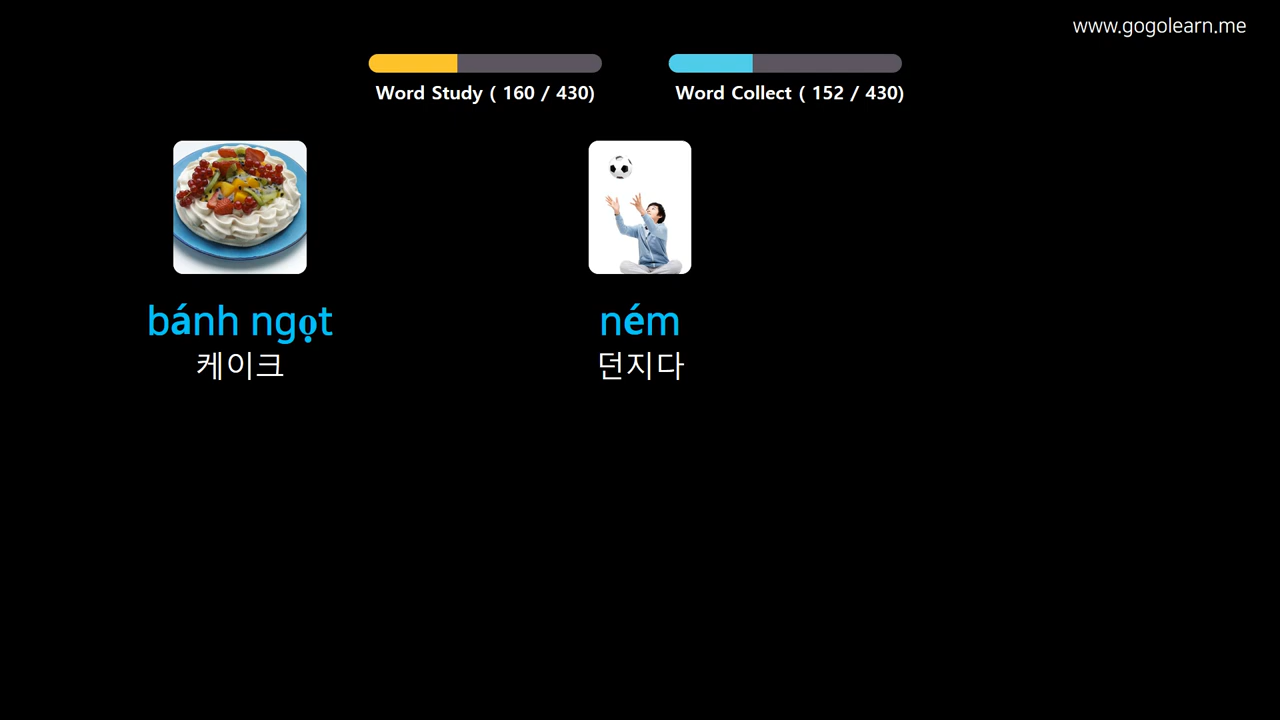 www.gogolearn.me
Word Study ( 160 / 430)
Word Collect ( 152 / 430)
bánh ngọt
케이크
ném
던지다